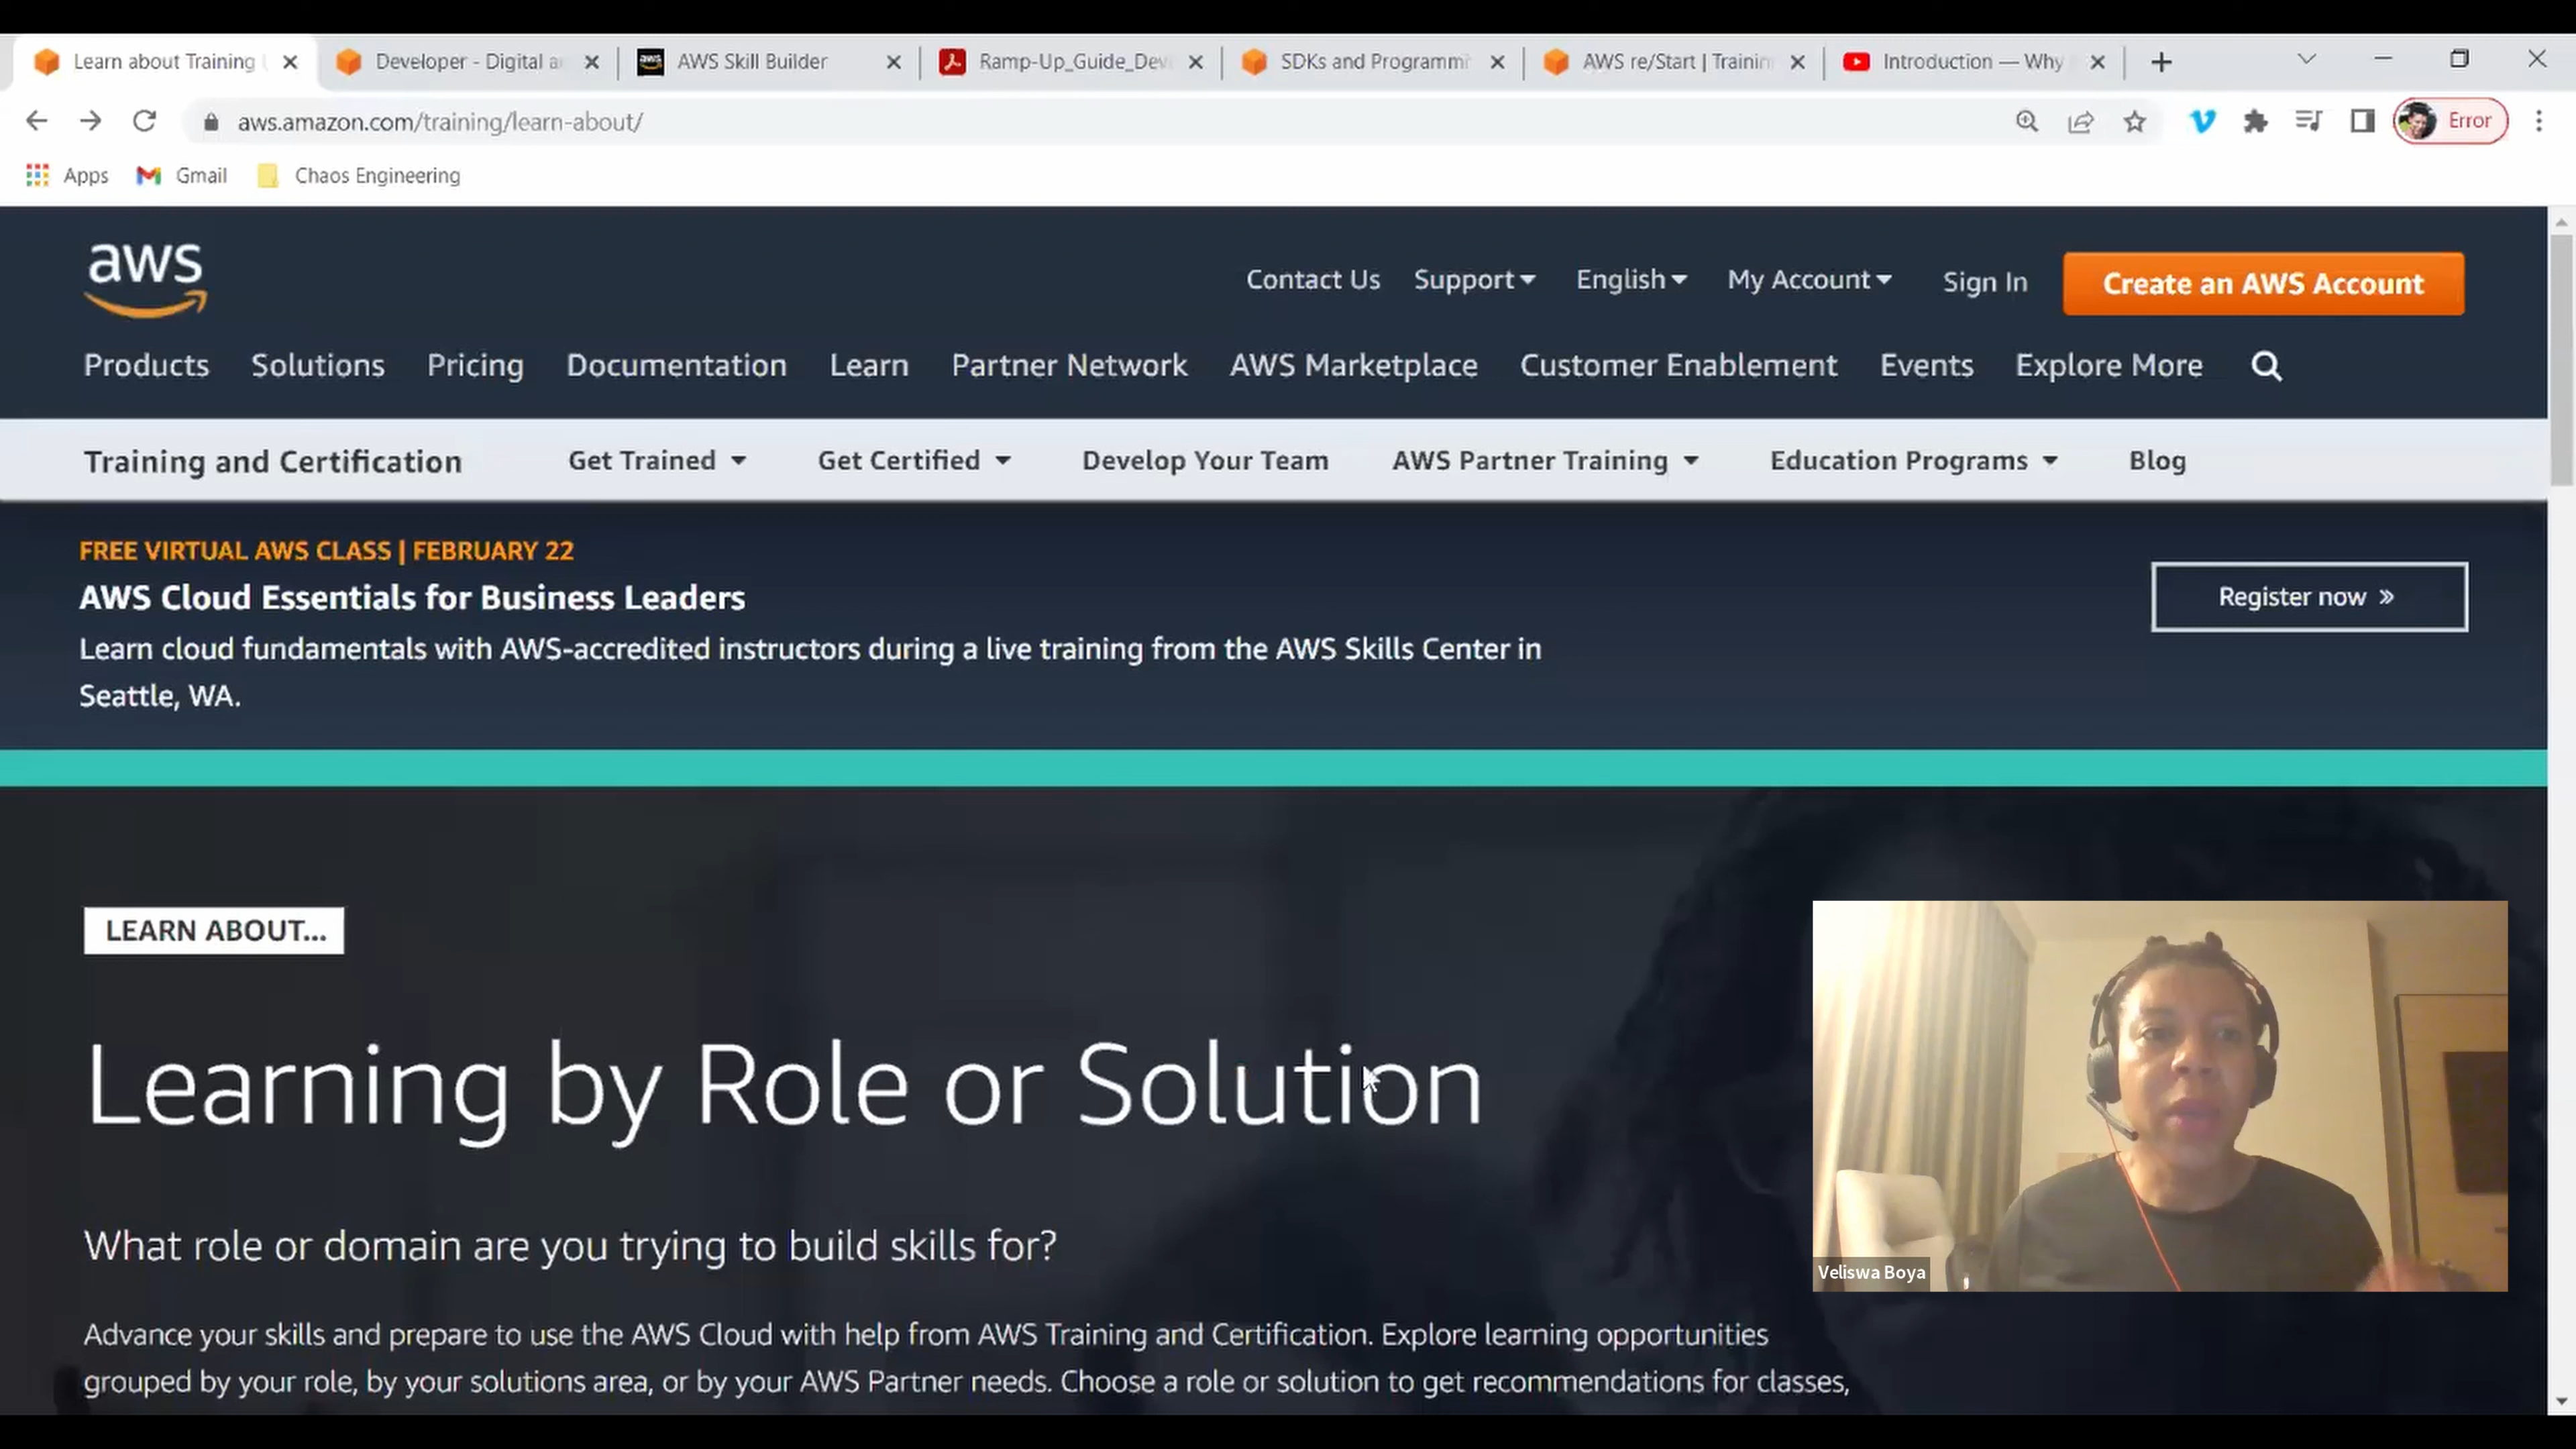 Learn about Training
Developer - Digital a
AWS Skill Builder
Ramp-Up_Guide_Dev
SDKs and Programmi
AWS re/Start | Trainin
Introduction — Why
aws.amazon.com/training/learn-about/
Error
Apps
Gmail
Chaos Engineering
aws
Contact Us
Support
English
My Account
Sign In
Create an AWS Account
Products
Solutions
Pricing
Documentation
Learn
Partner Network
AWS Marketplace
Customer Enablement
Events
Explore More
Training and Certification
Get Trained
Get Certified
Develop Your Team
AWS Partner Training
Education Programs
Blog
FREE VIRTUAL AWS CLASS | FEBRUARY 22
AWS Cloud Essentials for Business Leaders
Learn cloud fundamentals with AWS-accredited instructors during a live training from the AWS Skills Center in
Seattle, WA.
Register now »
LEARN ABOUT...
Learning by Role or Solution
What role or domain are you trying to build skills for?
Advance your skills and prepare to use the AWS Cloud with help from AWS Training and Certification. Explore learning opportunities
grouped by your role, by your solutions area, or by your AWS Partner needs. Choose a role or solution to get recommendations for classes,
Veliswa Boya